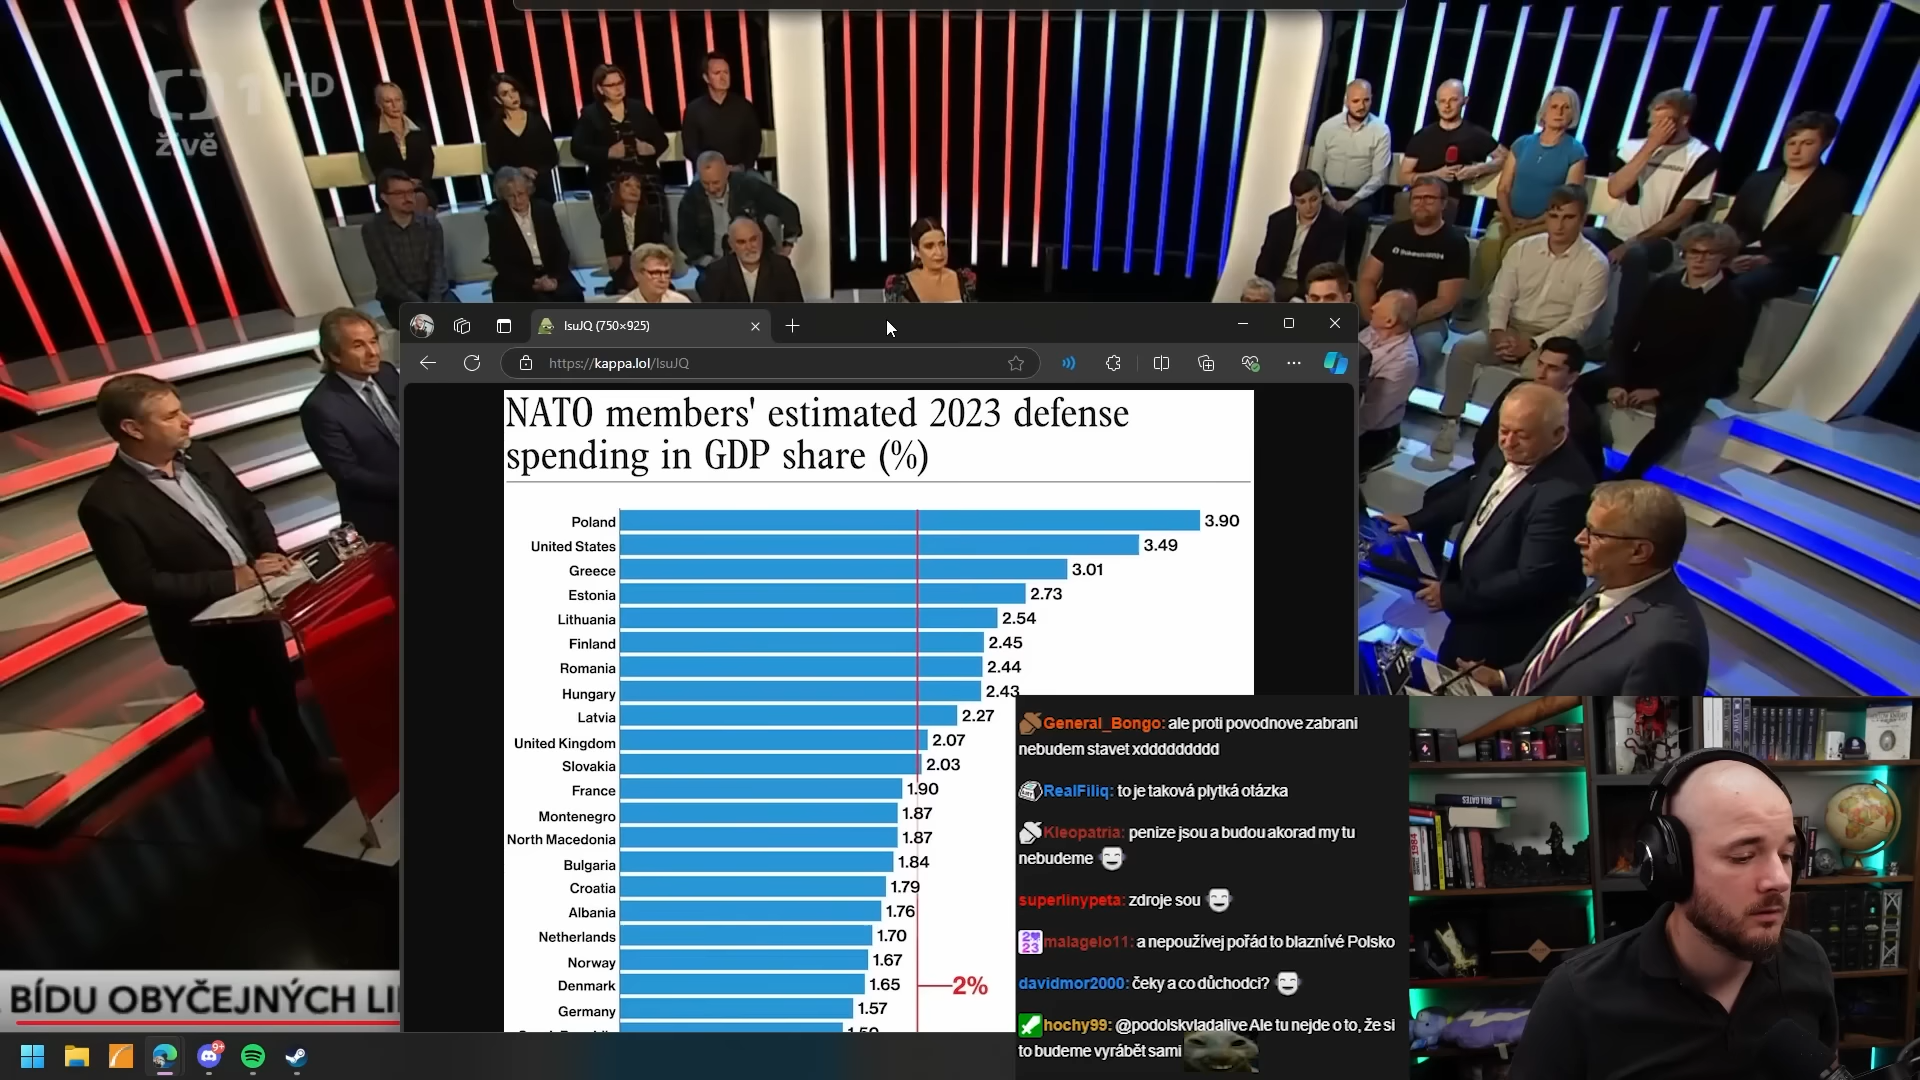 1 HD
živě
IsuJQ (750×925)
https://kappa.lol/IsuJQ
NATO members' estimated 2023 defense
spending in GDP share (%)
Poland 3.90
United States 3.49
Greece 3.01
Estonia 2.73
Lithuania 2.54
Finland 2.45
Romania 2.44
Hungary 2.43
Latvia 2.27
United Kingdom 2.07
Slovakia 2.03
France 1.90
Montenegro 1.87
North Macedonia 1.87
Bulgaria 1.84
Croatia 1.79
Albania 1.76
Netherlands 1.70
Norway 1.67
Denmark 1.65
2%
Germany 1.57
General_Bongo: ale proti povodnove zabrani
nebudem stavet xddddddddd
RealFiliq: to je taková plytká otázka
Kleopatria: penize jsou a budou akorad my tu
nebudeme
superlinypeta: zdroje sou
2023
malagelo11: a nepoužívej pořád to blaznívé Polsko
davidmor2000: čeky a co důchodci?
hochy99: @podolskvladalive Ale tu nejde o to, že si
to budeme vyrábět sami
BÍDU OBYČEJNÝCH LI
9+
BILL GATES
1984